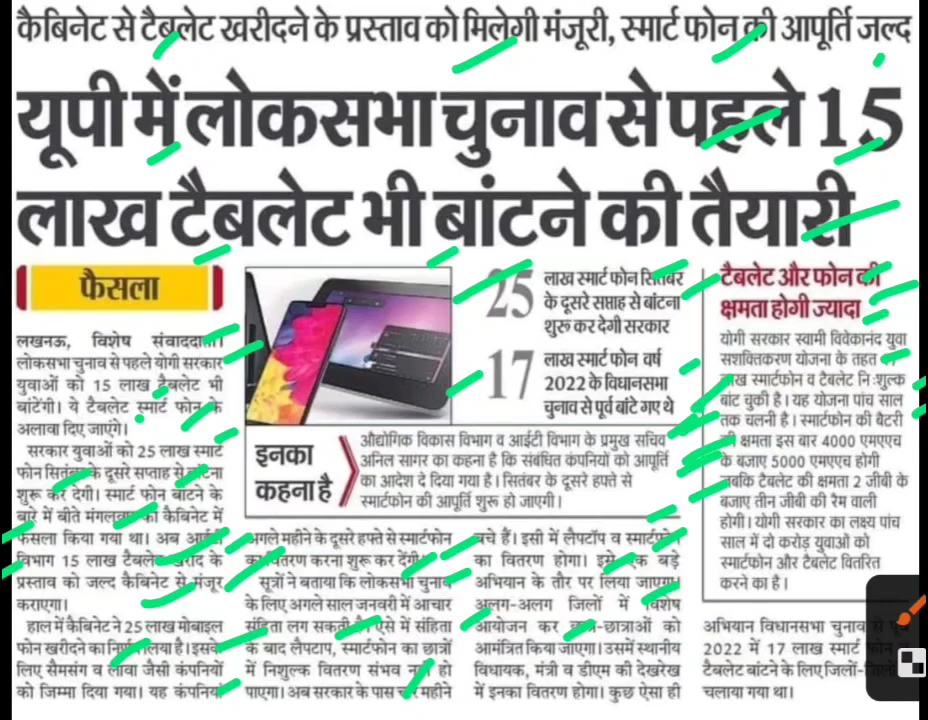 कैबिनेट से टैबलेट खरीदने के प्रस्ताव को मिलेगी मंजूरी, स्मार्ट फोन की आपूर्ति जल्द
यूपी में लोकसभा चुनाव से पहले 15
लाख टैबलेट भी बांटने की तैयारी
फैसला
लखनऊ, विशेष संवाददाता।
लोकसभा चुनाव से पहले योगी सरकार
युवाओं को 15 लाख टैबलेट भी
बांटेगी। ये टैबलेट स्मार्ट फोन के
अलावा दिए जाएंगे।
सरकार युवाओं को 25 लाख स्मार्ट
फोन सितंबर के दूसरे सप्ताह से बांटना
शुरू कर देगी। स्मार्ट फोन बांटने के
बारे में बीते मंगलवार को कैबिनेट में
फैसला किया गया था। अब आईटी
विभाग 15 लाख टैबलेट खरीद के
प्रस्ताव को जल्द कैबिनेट से मंजूर
कराएगा।
हाल में कैबिनेट ने 25 लाख मोबाइल
फोन खरीदने का निर्णय लिया है। इसके
लिए सैमसंग व लावा जैसी कंपनियों
को जिम्मा दिया गया। यह कंपनियां
25 लाख स्मार्ट फोन सितंबर
के दूसरे सप्ताह से बांटना
शुरू कर देगी सरकार
17 लाख स्मार्ट फोन वर्ष
2022 के विधानसभा
चुनाव से पूर्व बांटे गए थे
इनका
कहना है
औद्योगिक विकास विभाग व आईटी विभाग के प्रमुख सचिव
अनिल सागर का कहना है कि संबंधित कंपनियों को आपूर्ति
का आदेश दे दिया गया है। सितंबर के दूसरे हफ्ते से
स्मार्टफोन की आपूर्ति शुरू हो जाएगी।
अगले महीने के दूसरे हफ्ते से स्मार्टफोन
का वितरण करना शुरू कर देंगी।
सूत्रों ने बताया कि लोकसभा चुनाव
के लिए अगले साल जनवरी में आचार
संहिता लग सकती है। ऐसे में संहिता
के बाद लैपटाप, स्मार्टफोन का छात्रों
में निशुल्क वितरण संभव नहीं हो
पाएगा। अब सरकार के पास चार महीने
बचे हैं। इसी में लैपटॉप व स्मार्टफोन
का वितरण होगा। इसे एक बड़े
अभियान के तौर पर लिया जाएगा।
अलग-अलग जिलों में विशेष
आयोजन कर छात्र-छात्राओं को
आमंत्रित किया जाएगा। उसमें स्थानीय
विधायक, मंत्री व डीएम की देखरेख
में इनका वितरण होगा। कुछ ऐसा ही
टैबलेट और फोन की
क्षमता होगी ज्यादा
योगी सरकार स्वामी विवेकानंद युवा
सशक्तिकरण योजना के तहत
लाख स्मार्टफोन व टैबलेट निःशुल्क
बांट चुकी है। यह योजना पांच साल
तक चलनी है। स्मार्टफोन की बैटरी
की क्षमता इस बार 4000 एमएएच
के बजाए 5000 एमएएच होगी
जबकि टैबलेट की क्षमता 2 जीबी के
बजाए तीन जीबी की रैम वाली
होगी। योगी सरकार का लक्ष्य पांच
साल में दो करोड़ युवाओं को
स्मार्टफोन और टैबलेट वितरित
करने का है।
अभियान विधानसभा चुनाव से पूर्व
2022 में 17 लाख स्मार्ट फोन
टैबलेट बांटने के लिए जिलों-
चलाया गया था।